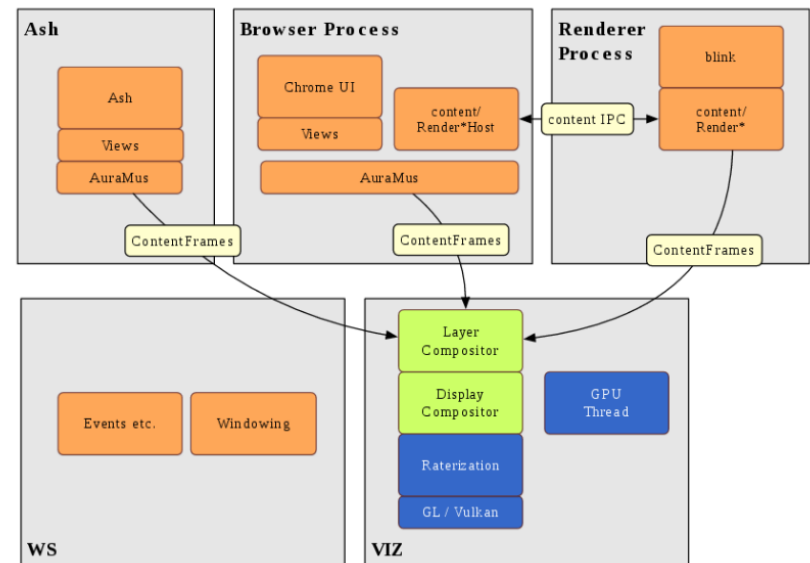 Ash
Ash
Views
AuraMus
Browser Process
Chrome UI
Views
content/
Render*Host
AuraMus
content IPC
Renderer
Process
blink
content/
Render*
ContentFrames
ContentFrames
ContentFrames
Events etc.
Windowing
WS
Layer
Compositor
Display
Compositor
Raterization
GL / Vulkan
GPU
Thread
VIZ